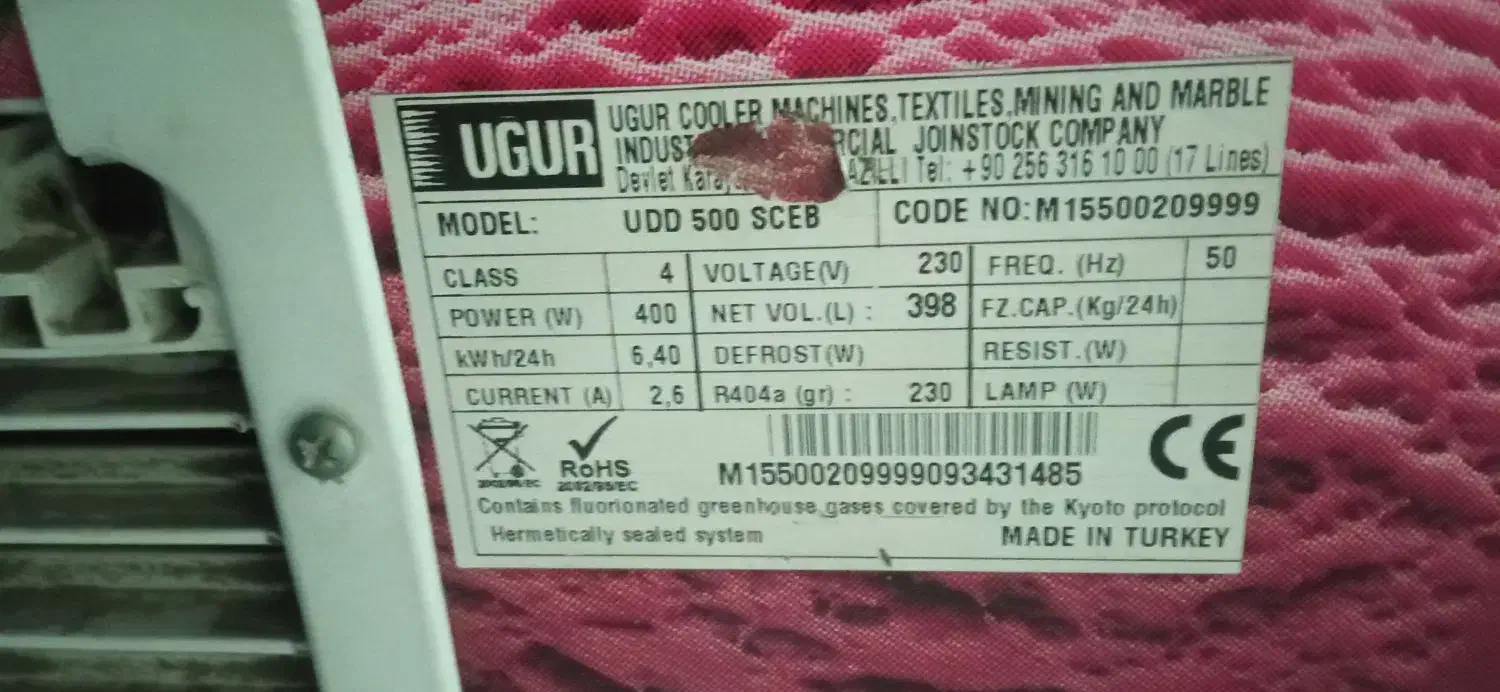 UGUR
UGUR COOLER MACHINES,TEXTILES,MINING AND MARBLE
JOINSTOCK COMPANY
Devlet Tel: +90 256 316 10 00 (17 Lines)
MODEL: UDD 500 SCEB CODE NO:M15500209999
CLASS 4 VOLTAGE(V) 230 FREQ. (Hz) 50
POWER (W) 400 NET VOL.(L) : 398 FZ.CAP.(Kg/24h)
kWh/24h 6,40 DEFROST(W) RESIST.(W)
CURRENT (A) 2,6 R404a (gr) : 230 LAMP (W)
RoHS
CE
M15500209999093431485
Contains fluorionated greenhouse gases covered by the Kyoto protocol
Hermetically sealed system MADE IN TURKEY